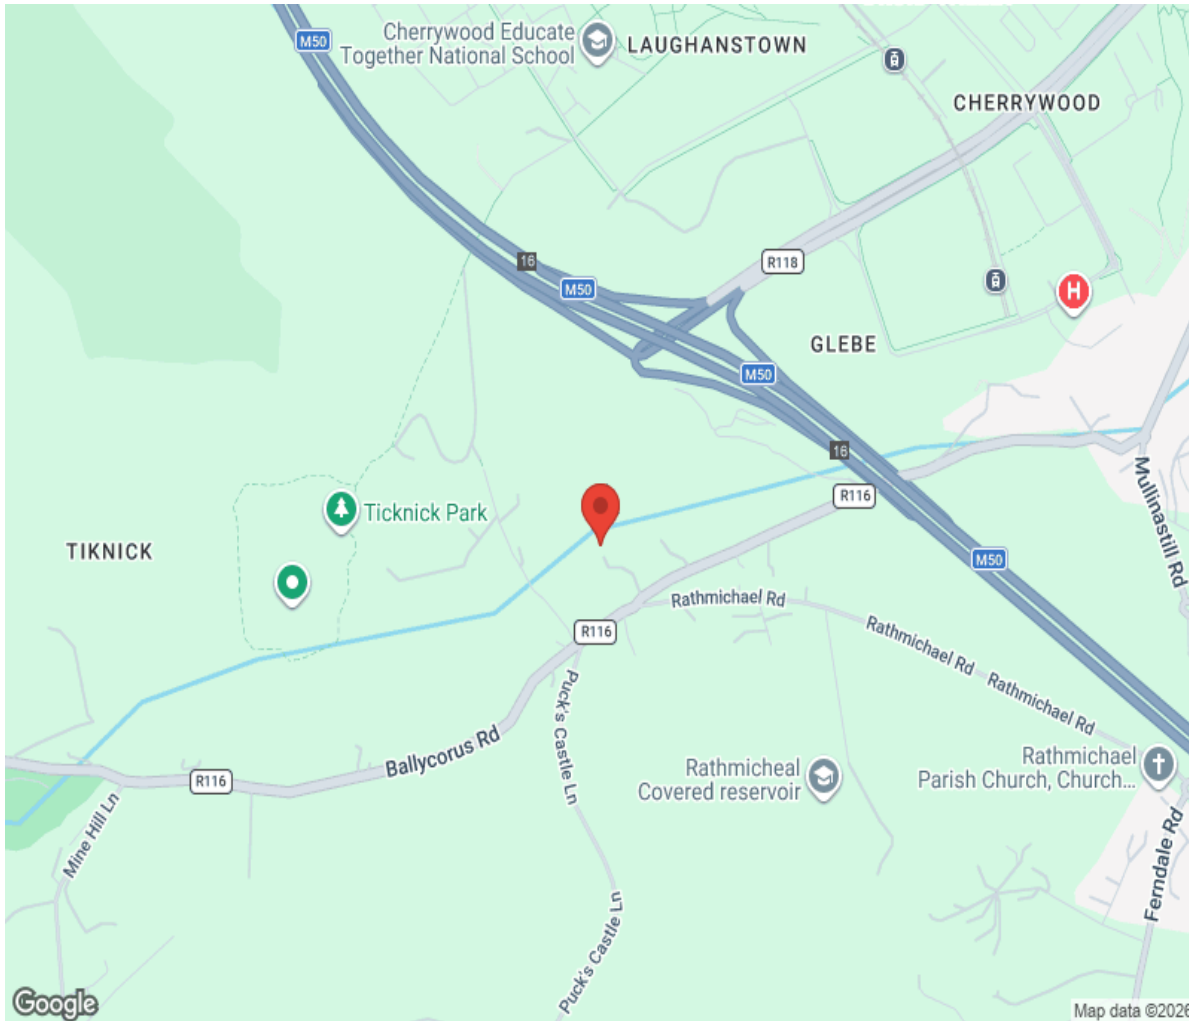 M50
Cherrywood Educate
Together National School
LAUGHANSTOWN
CHERRYWOOD
R118
16
M50
H
GLEBE
M50
16
R116
Mullinastill Rd
Ticknick Park
TIKNICK
M50
Rathmichael Rd
R116
Rathmichael Rd
Rathmichael Rd
Puck's Castle Ln
Ballycorus Rd
R116
Rathmicheal
Covered reservoir
Rathmichael
Parish Church, Church...
Mine Hill Ln
Ferndale Rd
Puck's Castle Ln
Google
Map data ©2026